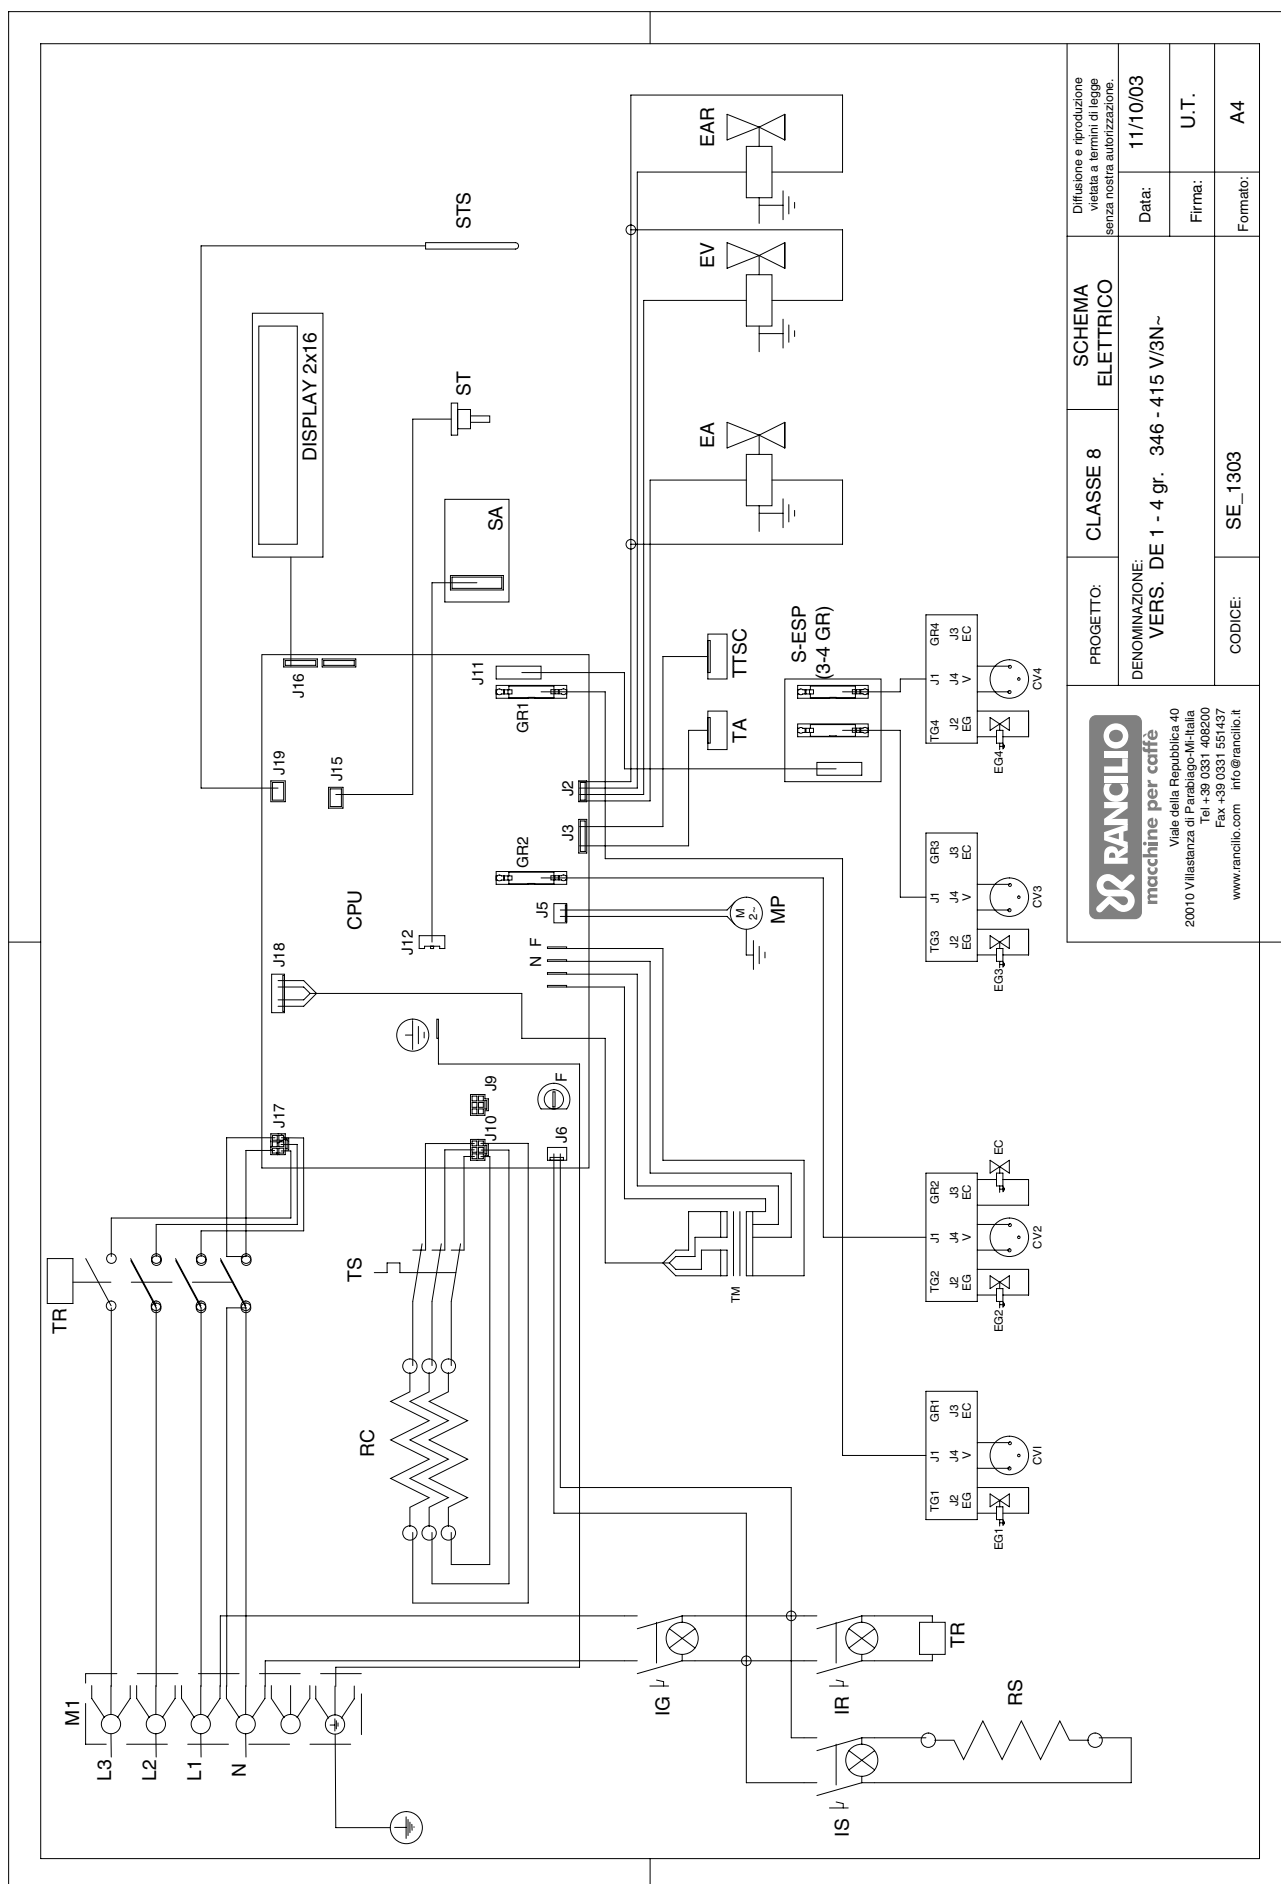 TR
M1
L3
L2
L1
N
TS
RC
J17
J18
CPU
J19
J15
J16
DISPLAY 2x16
STS
ST
SA
J12
J10
J9
J6
F
N
F
J5
GR2
J3
J2
GR1
J11
TM
MP
TA
TTSC
S-ESP
(3-4 GR)
EA
EV
EAR
IG
IR
TR
IS
RS
TG1
J1
GR1
J2
EG
J4
V
J3
EC
EG1
CV1
TG2
J1
GR2
J2
EG
J4
V
J3
EC
EG2
CV2
EC
TG3
J1
GR3
J2
EG
J4
V
J3
EC
EG3
CV3
TG4
J1
GR4
J2
EG
J4
V
J3
EC
EG4
CV4
RANCILIO
macchine per caffè
Viale della Repubblica 40
20010 Villastanza di Parabiago-MI-Italia
Tel +39 0331 408200
Fax +39 0331 551437
www.rancilio.com info@rancilio.it
PROGETTO:
CLASSE 8
SCHEMA
ELETTRICO
Diffusione e riproduzione
vietata a termini di legge
senza nostra autorizzazione.
DENOMINAZIONE:
VERS. DE 1 - 4 gr. 346 - 415 V/3N~
Data:
11/10/03
Firma:
U.T.
CODICE:
SE_1303
Formato:
A4
M
2~